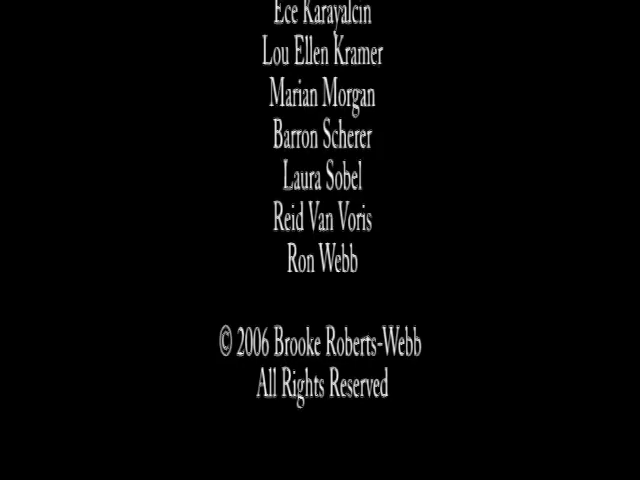 Ece Karayalcin
Lou Ellen Kramer
Marian Morgan
Barron Scherer
Laura Sobel
Reid Van Voris
Ron Webb
© 2006 Brooke Roberts-Webb
All Rights Reserved